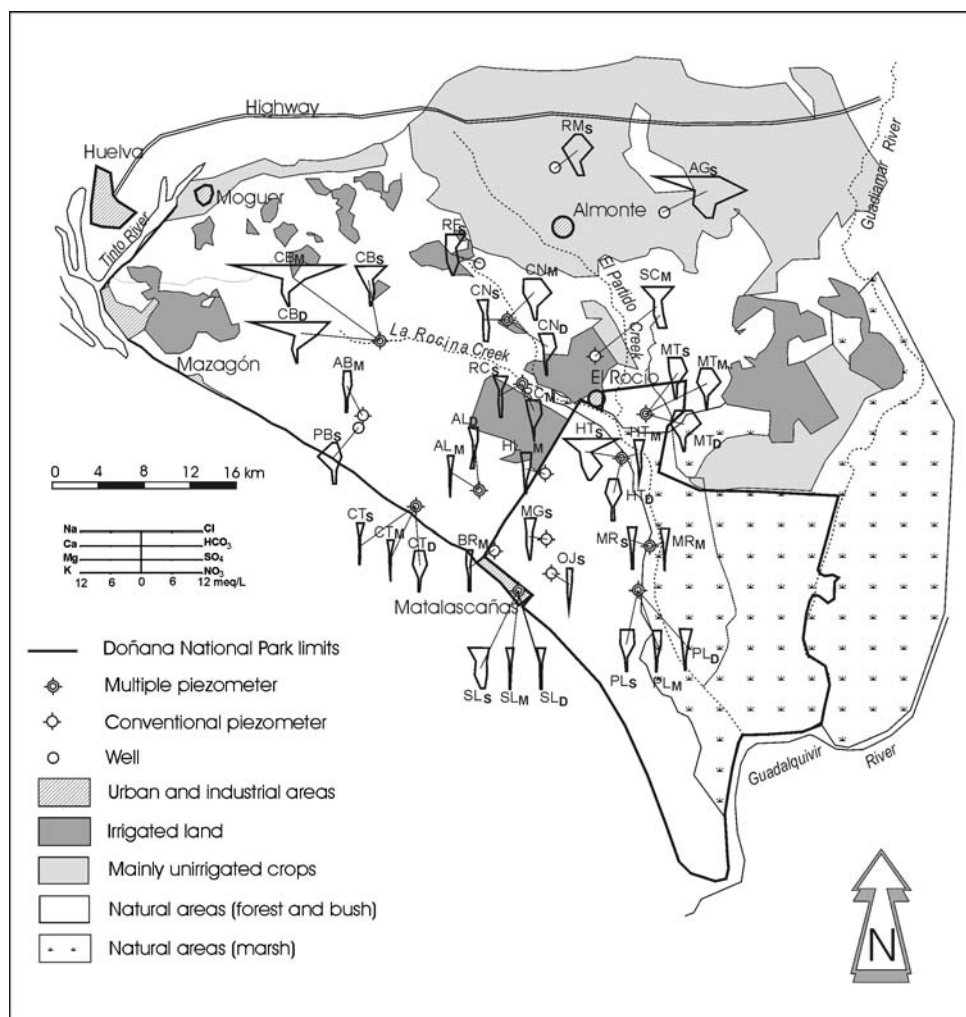 Highway
Huelva
Moguer
Tinto River
RMS
AGS
Almonte
Guadiamar River
RES
CBM
CBS
CNM
SCM
El Partido Creek
CNS
CBD
CND
La Rocina Creek
Mazagón
ABM
RCS
El Rocío
MTS
MTM
RCM
PBS
ALD
HTS
HTM
MTD
ALM
HLM
0 4 8 12 16 km
HTD
CTS
MGS
CTM
CTD
BRM
MRS
MRM
OJS
Na Cl
Ca HCO3
Mg SO4
K NO3
12 6 0 6 12 meq/L
Matalascañas
PLS
PLM
PLD
SLS
SLM
SLD
Doñana National Park limits
Multiple piezometer
Conventional piezometer
Well
Guadalquivir River
Urban and industrial areas
Irrigated land
Mainly unirrigated crops
Natural areas (forest and bush)
Natural areas (marsh)
N